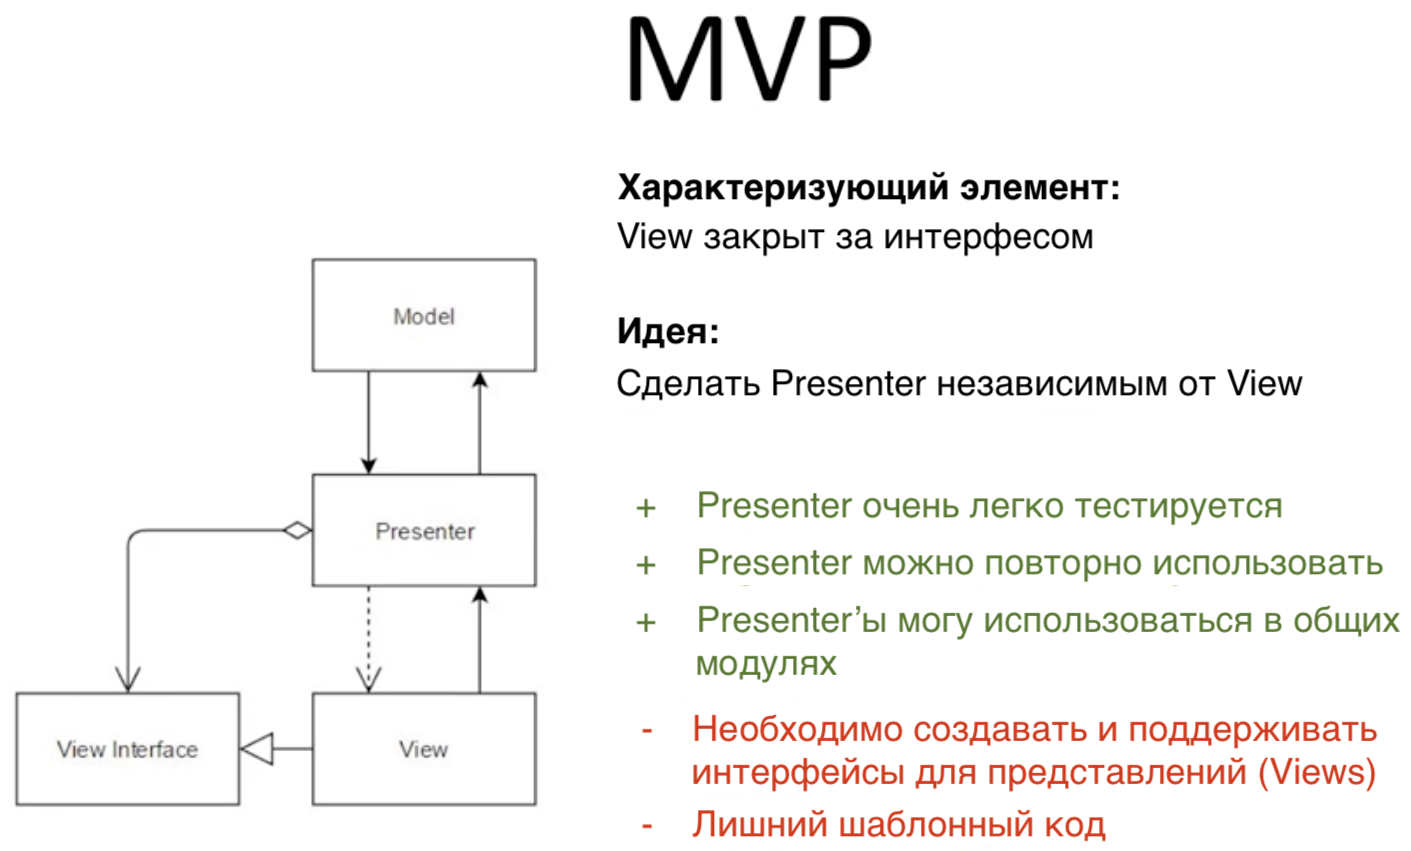 MVP
Характеризующий элемент:
View закрыт за интерфесом
Идея:
Сделать Presenter независимым от View
+ Presenter очень легко тестируется
+ Presenter можно повторно использовать
+ Presenter’ы могу использоваться в общих
модулях
- Необходимо создавать и поддерживать
интерфейсы для представлений (Views)
- Лишний шаблонный код
Model
Presenter
View Interface
View